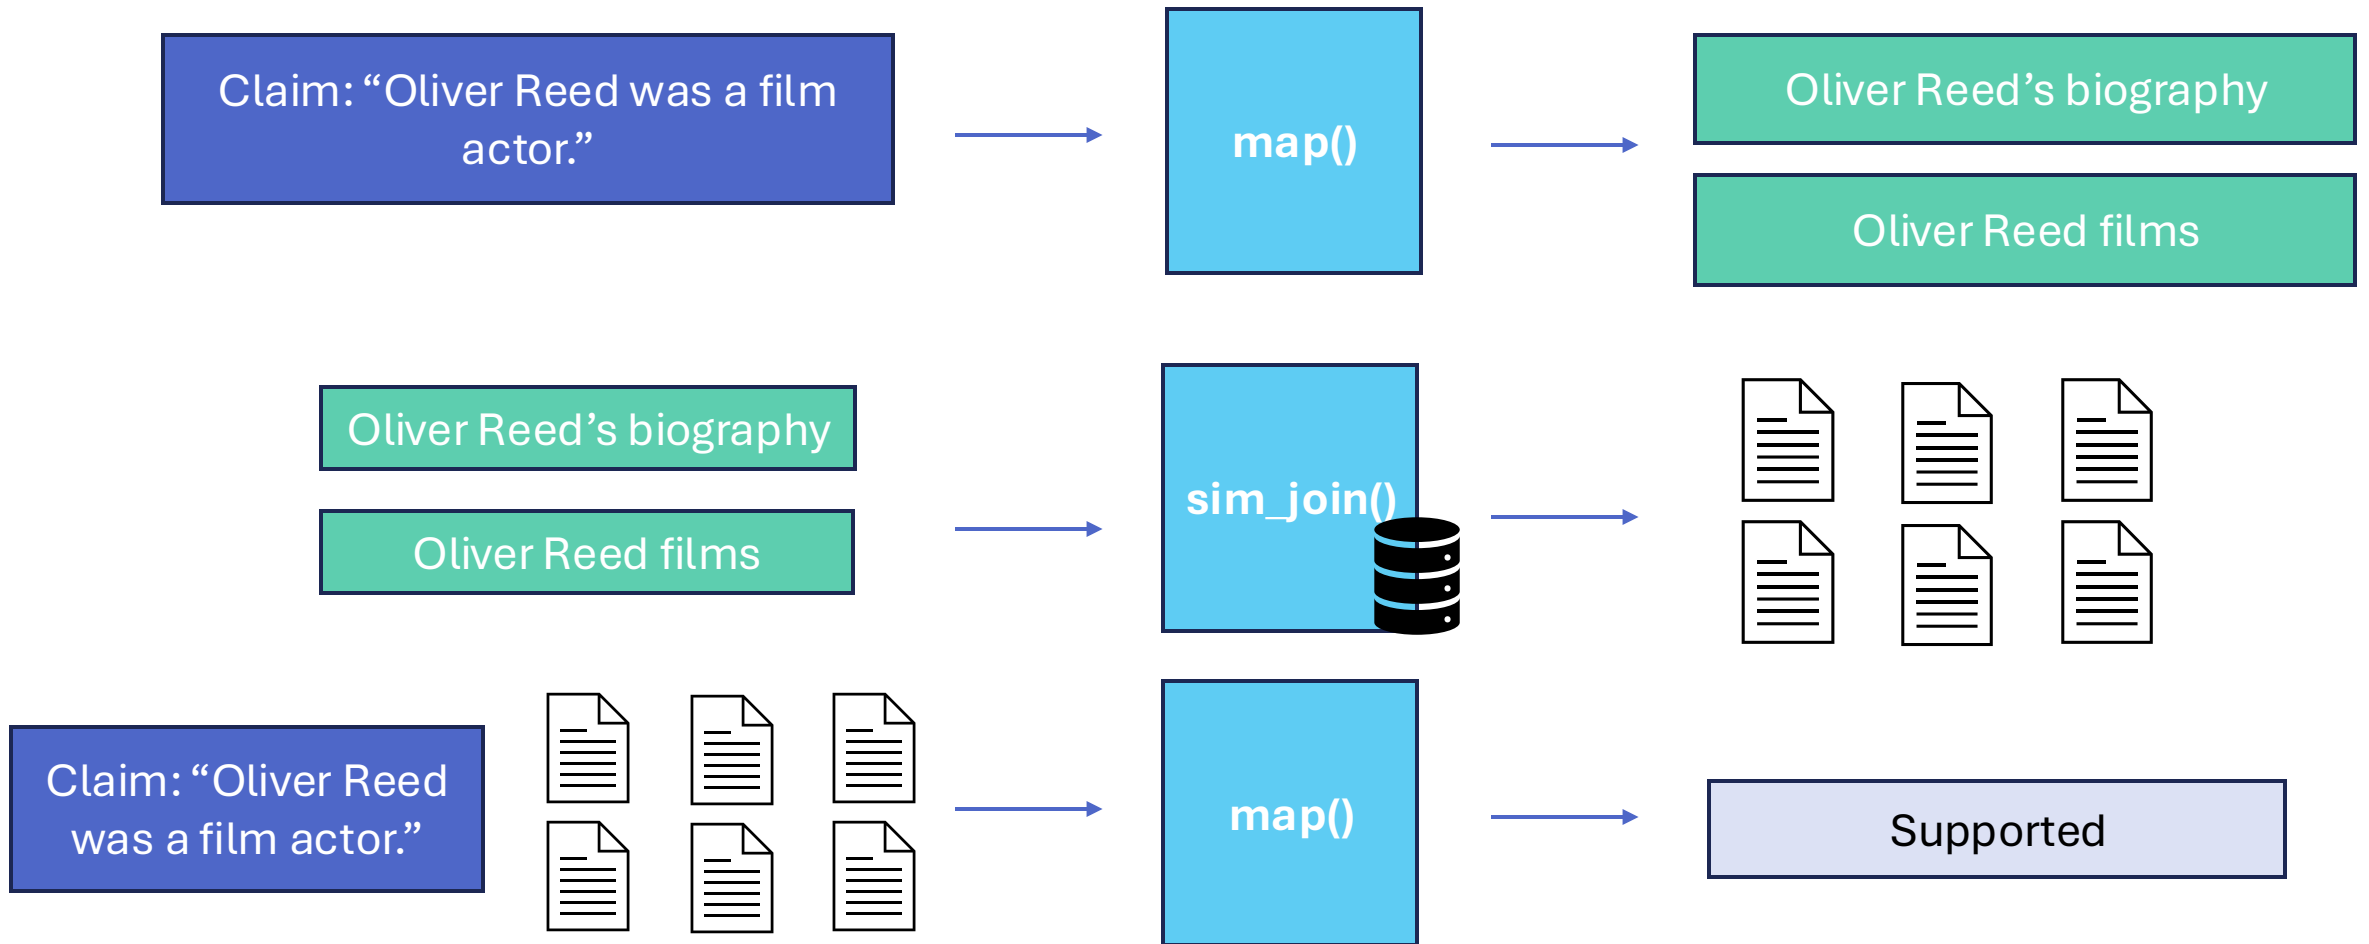 Claim: “Oliver Reed was a film
actor.”
map()
Oliver Reed’s biography
Oliver Reed films
Oliver Reed’s biography
Oliver Reed films
sim_join()
Claim: “Oliver Reed
was a film actor.”
map()
Supported